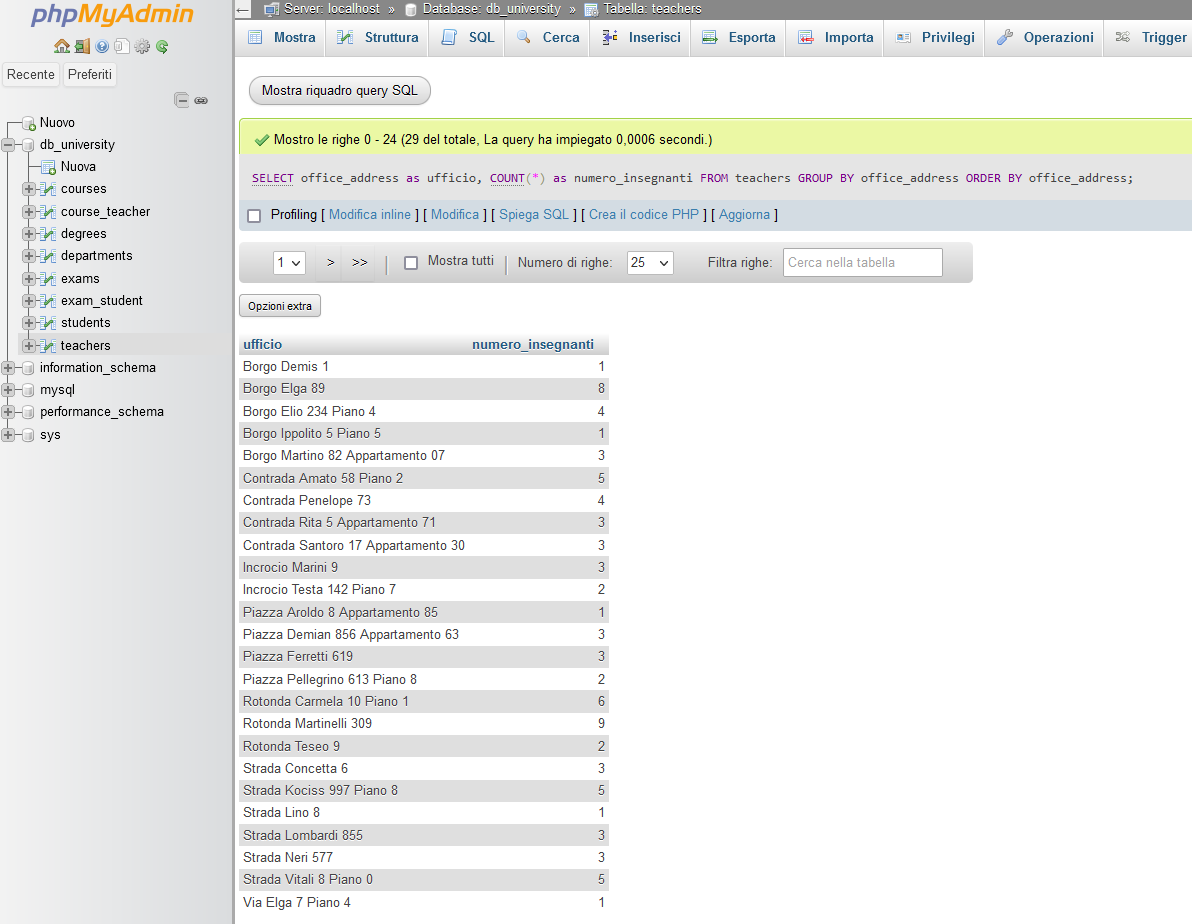 phpMyAdmin
Recente Preferiti
Nuovo
db_university
Nuova
courses
course_teacher
degrees
departments
exams
exam_student
students
teachers
information_schema
mysql
performance_schema
sys
Server: localhost » Database: db_university » Tabella: teachers
Mostra Struttura SQL Cerca Inserisci Esporta Importa Privilegi Operazioni Trigger
Mostra riquadro query SQL
Mostro le righe 0 - 24 (29 del totale, La query ha impiegato 0,0006 secondi.)
SELECT office_address as ufficio, COUNT(*) as numero_insegnanti FROM teachers GROUP BY office_address ORDER BY office_address;
Profiling [ Modifica inline ] [ Modifica ] [ Spiega SQL ] [ Crea il codice PHP ] [ Aggiorna ]
1 > >> | Mostra tutti | Numero di righe: 25 Filtra righe: Cerca nella tabella
Opzioni extra
ufficio numero_insegnanti
Borgo Demis 1 1
Borgo Elga 89 8
Borgo Elio 234 Piano 4 4
Borgo Ippolito 5 Piano 5 1
Borgo Martino 82 Appartamento 07 3
Contrada Amato 58 Piano 2 5
Contrada Penelope 73 4
Contrada Rita 5 Appartamento 71 3
Contrada Santoro 17 Appartamento 30 3
Incrocio Marini 9 3
Incrocio Testa 142 Piano 7 2
Piazza Aroldo 8 Appartamento 85 1
Piazza Demian 856 Appartamento 63 3
Piazza Ferretti 619 3
Piazza Pellegrino 613 Piano 8 2
Rotonda Carmela 10 Piano 1 6
Rotonda Martinelli 309 9
Rotonda Teseo 9 2
Strada Concetta 6 3
Strada Kociss 997 Piano 8 5
Strada Lino 8 1
Strada Lombardi 855 3
Strada Neri 577 3
Strada Vitali 8 Piano 0 5
Via Elga 7 Piano 4 1